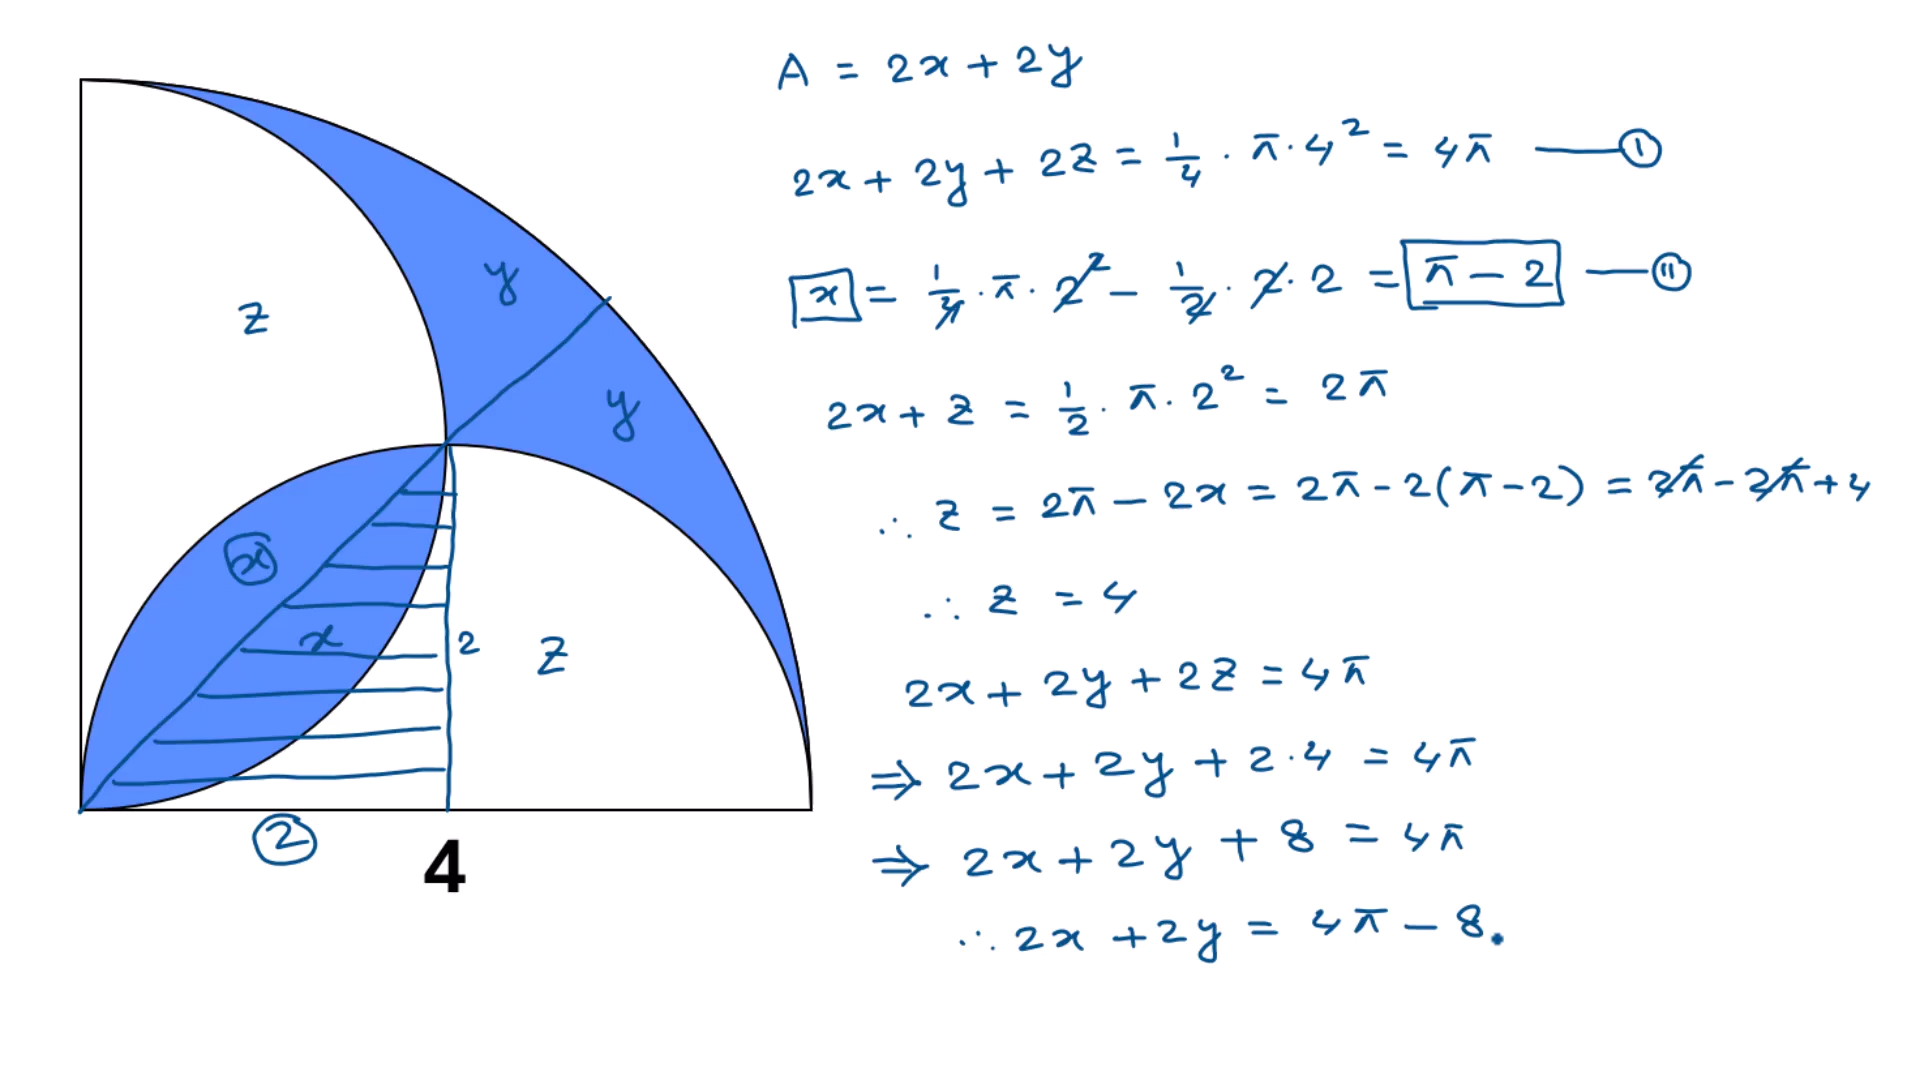 A = 2x + 2y
2x + 2y + 2z = 1/4 · π · 4² = 4π —— (I)
x = 1/4 · π · 2² - 1/2 · 2 · 2 = π - 2 —— (II)
2x + z = 1/2 · π · 2² = 2π
∴ z = 2π - 2x = 2π - 2(π - 2) = 2π - 2π + 4
∴ z = 4
2x + 2y + 2z = 4π
⇒ 2x + 2y + 2·4 = 4π
⇒ 2x + 2y + 8 = 4π
∴ 2x + 2y = 4π - 8.
y
z
y
x
x
2
z
2
4